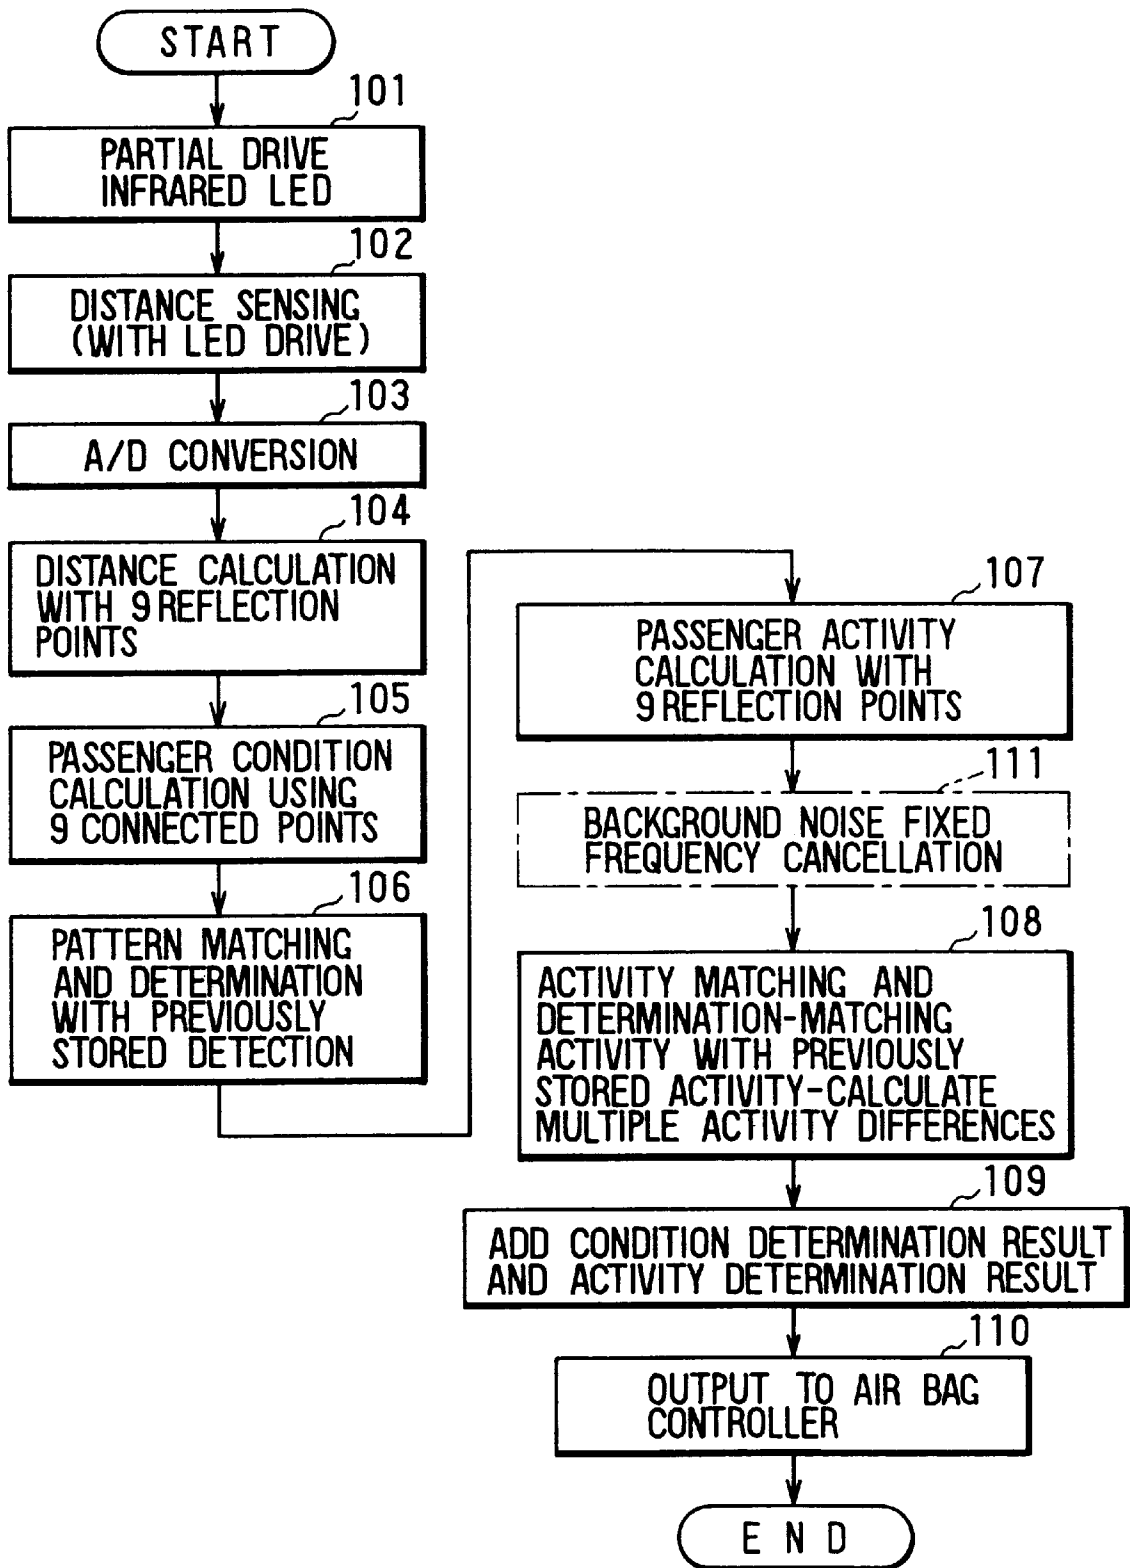 START
101
PARTIAL DRIVE
INFRARED LED
102
DISTANCE SENSING
(WITH LED DRIVE)
103
A/D CONVERSION
104
DISTANCE CALCULATION
WITH 9 REFLECTION
POINTS
105
PASSENGER CONDITION
CALCULATION USING
9 CONNECTED POINTS
106
PATTERN MATCHING
AND DETERMINATION
WITH PREVIOUSLY
STORED DETECTION
107
PASSENGER ACTIVITY
CALCULATION WITH
9 REFLECTION POINTS
111
BACKGROUND NOISE FIXED
FREQUENCY CANCELLATION
108
ACTIVITY MATCHING AND
DETERMINATION-MATCHING
ACTIVITY WITH PREVIOUSLY
STORED ACTIVITY-CALCULATE
MULTIPLE ACTIVITY DIFFERENCES
109
ADD CONDITION DETERMINATION RESULT
AND ACTIVITY DETERMINATION RESULT
110
OUTPUT TO AIR BAG
CONTROLLER
END